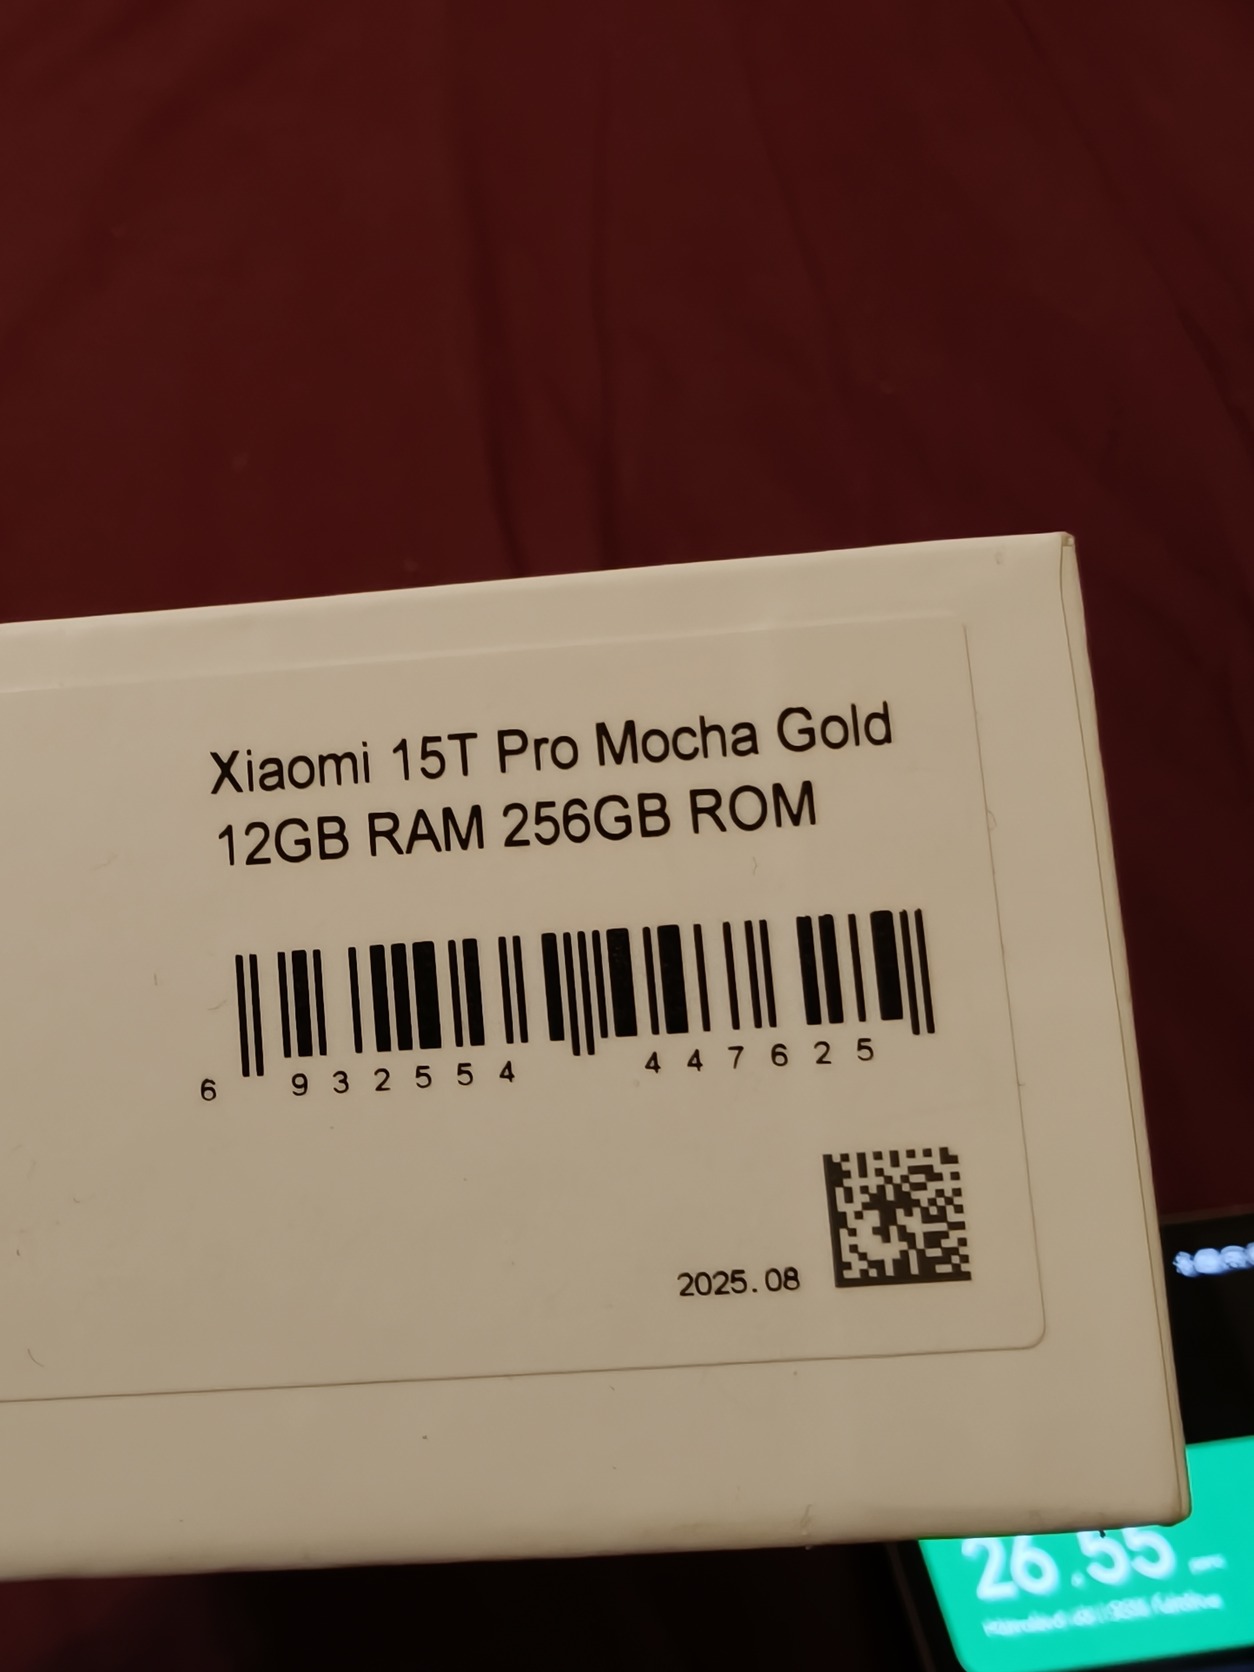 Xiaomi 15T Pro Mocha Gold
12GB RAM 256GB ROM
6 932554 447625
2025.08
26.55